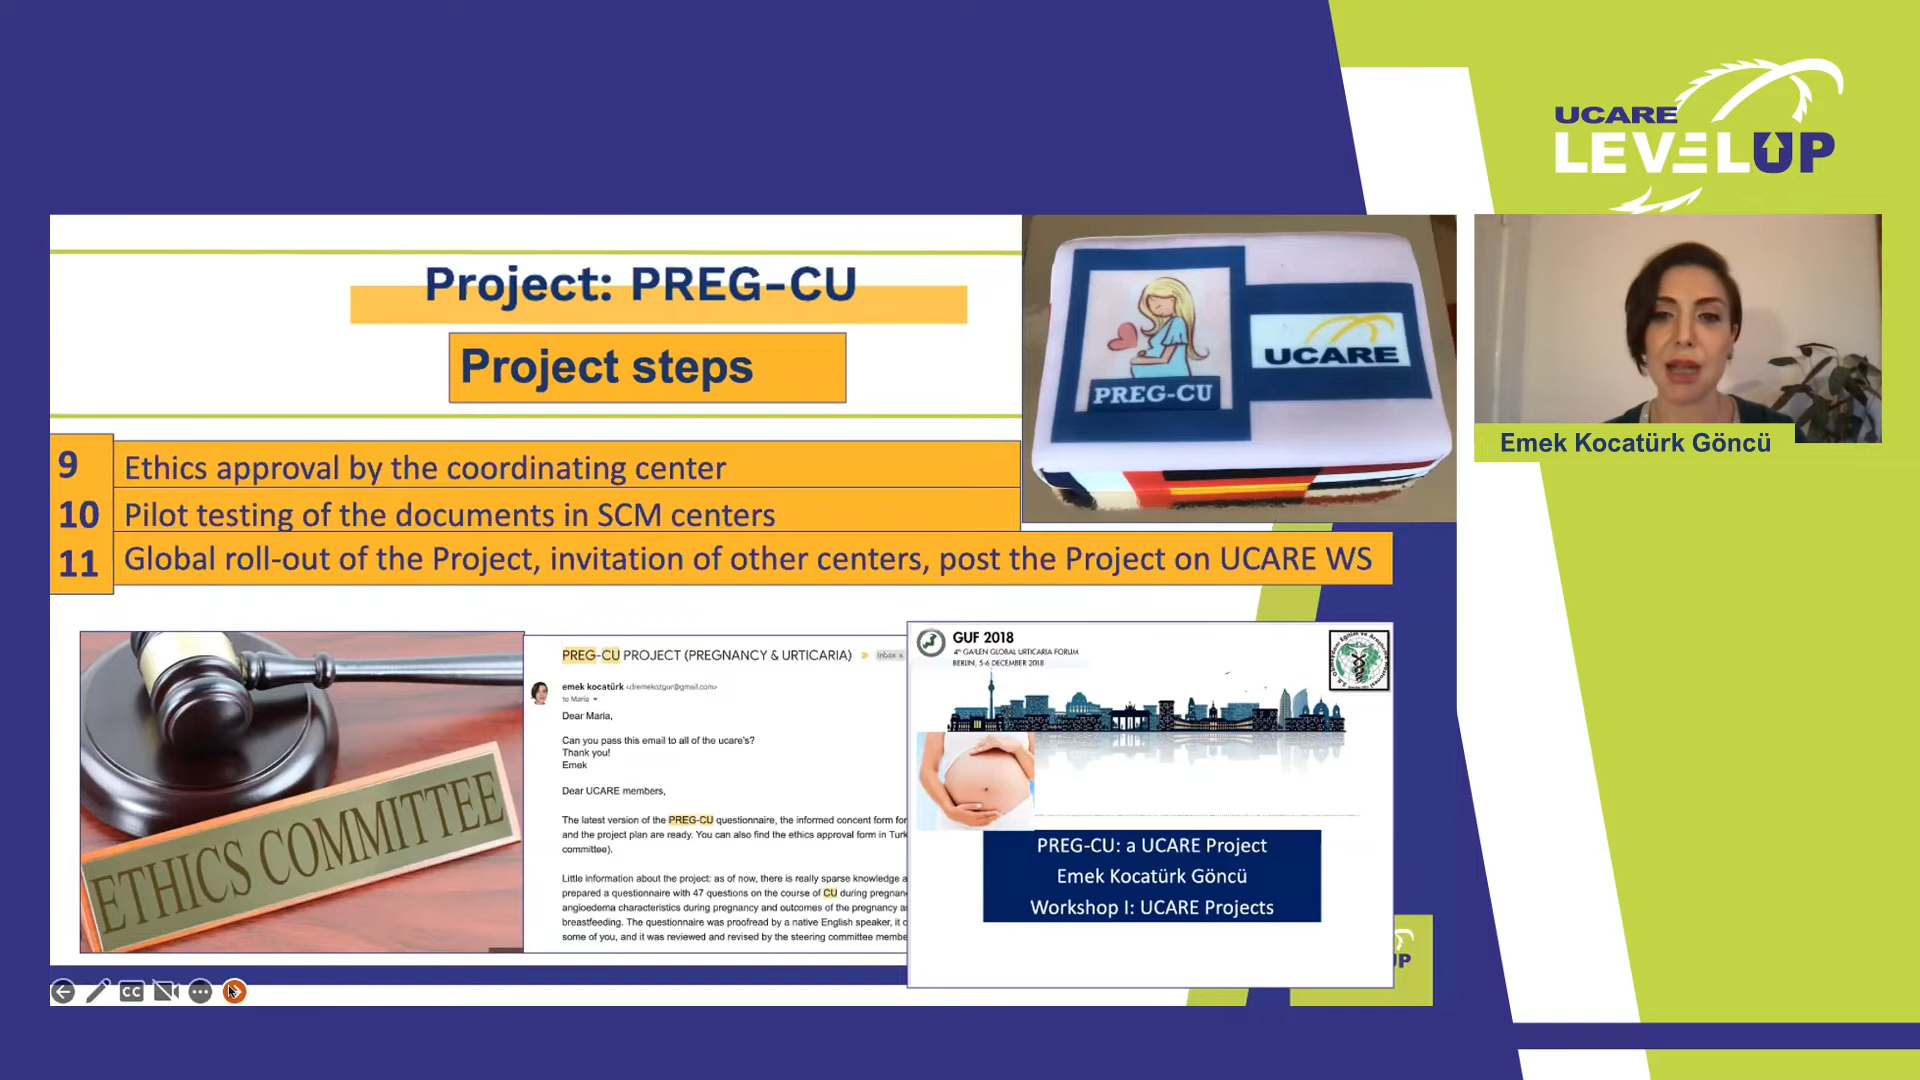 UCARE
LEVELUP
Project: PREG-CU
Project steps
PREG-CU
UCARE
Emek Kocatürk Göncü
9 Ethics approval by the coordinating center
10 Pilot testing of the documents in SCM centers
11 Global roll-out of the Project, invitation of other centers, post the Project on UCARE WS
ETHICS COMMITTEE
PREG-CU PROJECT (PREGNANCY & URTICARIA) Inbox x
emek kocatürk <dremekozgur@gmail.com>
to Maria
Dear Maria,
Can you pass this email to all of the ucare's?
Thank you!
Emek
Dear UCARE members,
The latest version of the PREG-CU questionnaire, the informed concent form for
and the project plan are ready. You can also find the ethics approval form in Turk
committee).
Little information about the project: as of now, there is really sparse knowledge a
prepared a questionnaire with 47 questions on the course of CU during pregnan
angioedema characteristics during pregnancy and outcomes of the pregnancy a
breastfeeding. The questionnaire was proofread by a native English speaker, it
some of you, and it was reviewed and revised by the steering committee membe
GUF 2018
4th GA²LEN GLOBAL URTICARIA FORUM
BERLIN, 5-6 DECEMBER 2018
PREG-CU: a UCARE Project
Emek Kocatürk Göncü
Workshop I: UCARE Projects
UP
CC